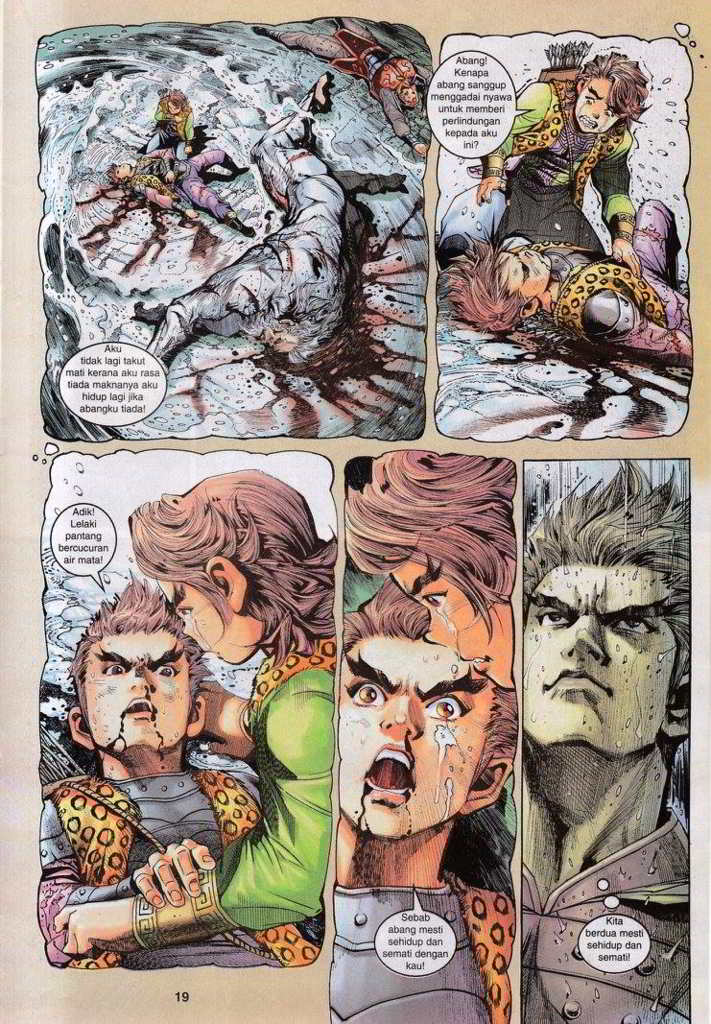 Aku
tidak lagi takut
mati kerana aku rasa
tiada maknanya aku
hidup lagi jika
abangku tiada!
Abang!
Kenapa
abang sanggup
menggadai nyawa
untuk memberi
perlindungan
kepada aku
ini?
Adik!
Lelaki
pantang
bercucuran
air mata!
Sebab
abang mesti
sehidup dan
semati dengan
kau!
Kita
berdua mesti
sehidup dan
semati!
19